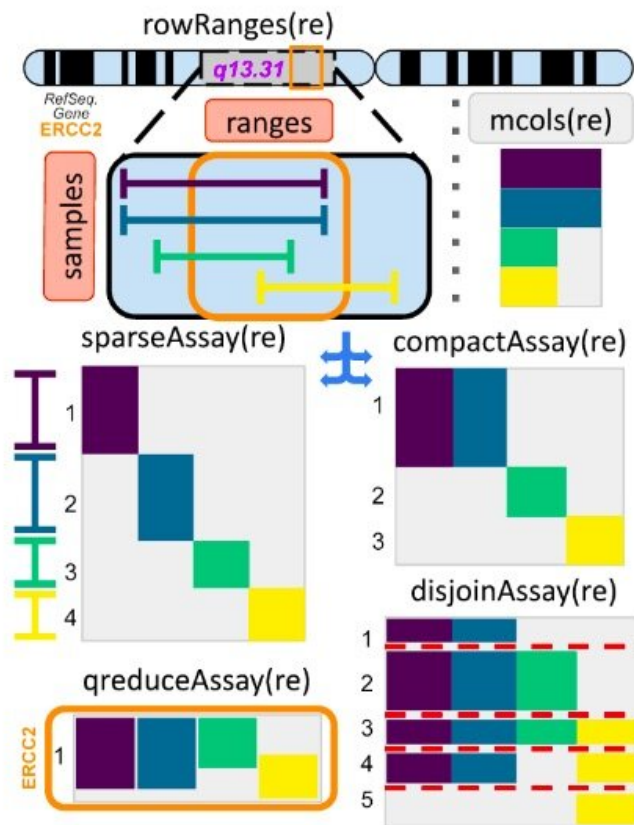 rowRanges(re)
q13.31
RefSeq.
Gene
ERCC2
ranges
mcols(re)
samples
sparseAssay(re)
compactAssay(re)
1
2
3
4
1
2
3
disjoinAssay(re)
1
2
3
4
5
qreduceAssay(re)
ERCC2
1